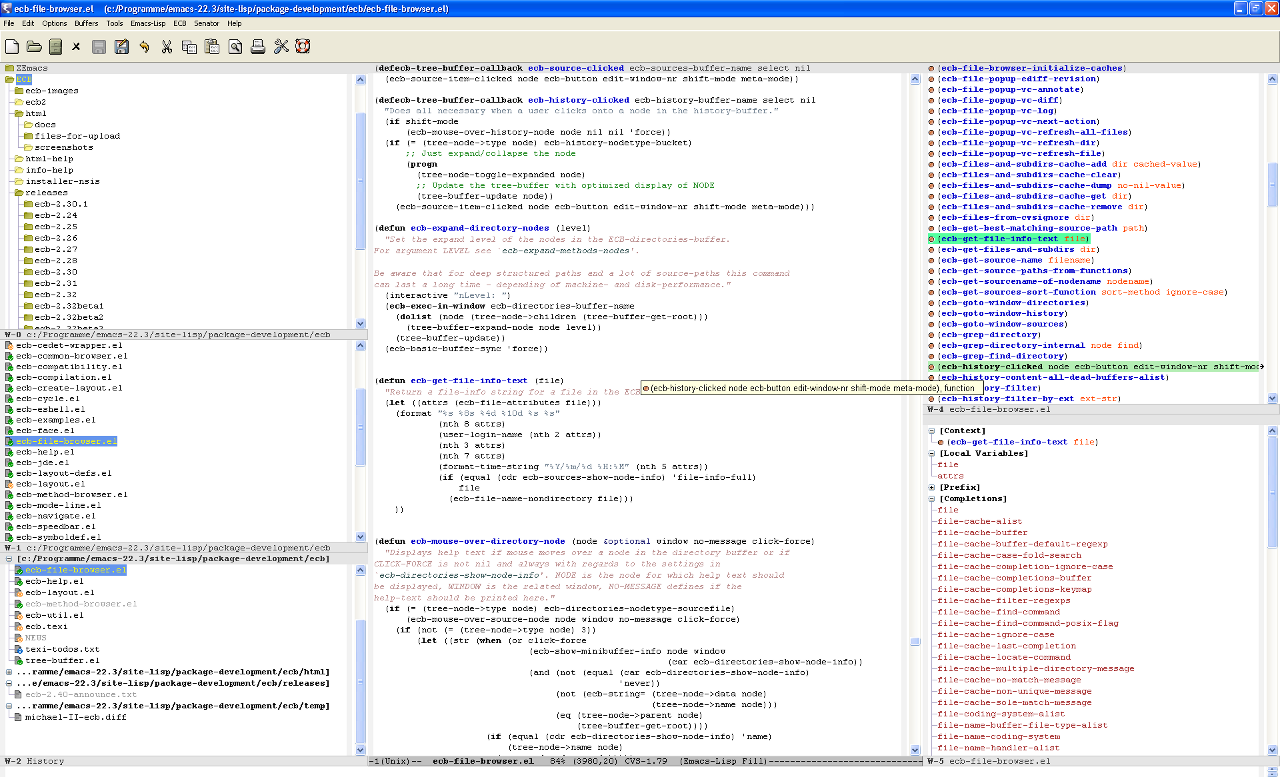 ecb-file-browser.el    (c:/Programme/emacs-22.3/site-lisp/package-development/ecb/ecb-file-browser.el)
File Edit Options Buffers Tools Emacs-Lisp ECB Senator Help
ZEmacs
ECB
ecb-images
ecb2
html
docs
files-for-upload
screenshots
html-help
info-help
installer-nsis
releases
ecb-2.30.1
ecb-2.24
ecb-2.25
ecb-2.26
ecb-2.27
ecb-2.28
ecb-2.30
ecb-2.31
ecb-2.32
ecb-2.32beta1
ecb-2.32beta2
W-0 c:/Programme/emacs-22.3/site-lisp/package-development/ecb
ecb-cedet-wrapper.el
ecb-common-browser.el
ecb-compatibility.el
ecb-compilation.el
ecb-create-layout.el
ecb-cycle.el
ecb-eshell.el
ecb-examples.el
ecb-face.el
ecb-file-browser.el
ecb-help.el
ecb-jde.el
ecb-layout-defs.el
ecb-layout.el
ecb-method-browser.el
ecb-mode-line.el
ecb-navigate.el
ecb-speedbar.el
ecb-symboldef.el
W-1 c:/Programme/emacs-22.3/site-lisp/package-development/ecb
[c:/Programme/emacs-22.3/site-lisp/package-development/ecb]
ecb-file-browser.el
ecb-help.el
ecb-layout.el
ecb-method-browser.el
ecb-util.el
ecb.texi
NEWS
texi-todos.txt
tree-buffer.el
...ramme/emacs-22.3/site-lisp/package-development/ecb/html]
...e/emacs-22.3/site-lisp/package-development/ecb/releases]
ecb-2.40-announce.txt
...ramme/emacs-22.3/site-lisp/package-development/ecb/temp]
michael-II-ecb.diff
W-2 History
(defecb-tree-buffer-callback ecb-source-clicked ecb-sources-buffer-name select nil
(ecb-source-item-clicked node ecb-button edit-window-nr shift-mode meta-mode))
(defecb-tree-buffer-callback ecb-history-clicked ecb-history-buffer-name select nil
"Does all necessary when a user clicks onto a node in the history-buffer."
(if shift-mode
(ecb-mouse-over-history-node node nil nil 'force))
(if (= (tree-node->type node) ecb-history-nodetype-bucket)
;; Just expand/collapse the node
(progn
(tree-node-toggle-expanded node)
;; Update the tree-buffer with optimized display of NODE
(tree-buffer-update node))
(ecb-source-item-clicked node ecb-button edit-window-nr shift-mode meta-mode)))
(defun ecb-expand-directory-nodes (level)
"Set the expand level of the nodes in the ECB-directories-buffer.
For argument LEVEL see `ecb-expand-methods-nodes'.
Be aware that for deep structured paths and a lot of source-paths this command
can last a long time - depending of machine- and disk-performance."
(interactive "nLevel: ")
(ecb-exec-in-window ecb-directories-buffer-name
(dolist (node (tree-node->children (tree-buffer-get-root)))
(tree-buffer-expand-node node level))
(tree-buffer-update))
(ecb-basic-buffer-sync 'force))
(defun ecb-get-file-info-text (file)
"Return a file-info string for a file in the ECB
(ecb-history-clicked node ecb-button edit-window-nr shift-mode meta-mode), function
(let ((attrs (ecb-file-attributes file)))
(format "%s %8s %4d %10d %s %s"
(nth 8 attrs)
(user-login-name (nth 2 attrs))
(nth 3 attrs)
(nth 7 attrs)
(format-time-string "%Y/%m/%d %H:%M" (nth 5 attrs))
(if (equal (cdr ecb-sources-show-node-info) 'file-info-full)
file
(ecb-file-name-nondirectory file)))
))
(defun ecb-mouse-over-directory-node (node &optional window no-message click-force)
"Displays help text if mouse moves over a node in the directory buffer or if
CLICK-FORCE is not nil and always with regards to the settings in
`ecb-directories-show-node-info'. NODE is the node for which help text should
be displayed, WINDOW is the related window, NO-MESSAGE defines if the
help-text should be printed here."
(if (= (tree-node->type node) ecb-directories-nodetype-sourcefile)
(ecb-mouse-over-source-node node window no-message click-force)
(if (not (= (tree-node->type node) 3))
(let ((str (when (or click-force
(ecb-show-minibuffer-info node window
(car ecb-directories-show-node-info))
(and (not (equal (car ecb-directories-show-node-info)
'never))
(not (string= (tree-node->data node)
(tree-node->name node)))
(eq (tree-node->parent node)
(tree-buffer-get-root))))
(if (equal (cdr ecb-directories-show-node-info) 'name)
(tree-node->name node)
-1(Unix)--  ecb-file-browser.el   84% (3980,20) CVS-1.79  (Emacs-Lisp Fill)
(ecb-file-browser-initialize-caches)
(ecb-file-popup-ediff-revision)
(ecb-file-popup-vc-annotate)
(ecb-file-popup-vc-diff)
(ecb-file-popup-vc-log)
(ecb-file-popup-vc-next-action)
(ecb-file-popup-vc-refresh-all-files)
(ecb-file-popup-vc-refresh-dir)
(ecb-file-popup-vc-refresh-file)
(ecb-files-and-subdirs-cache-add dir cached-value)
(ecb-files-and-subdirs-cache-clear)
(ecb-files-and-subdirs-cache-dump no-nil-value)
(ecb-files-and-subdirs-cache-get dir)
(ecb-files-and-subdirs-cache-remove dir)
(ecb-files-from-cvsignore dir)
(ecb-get-best-matching-source-path path)
(ecb-get-file-info-text file)
(ecb-get-files-and-subdirs dir)
(ecb-get-source-name filename)
(ecb-get-source-paths-from-functions)
(ecb-get-sourcename-of-nodename nodename)
(ecb-get-sources-sort-function sort-method ignore-case)
(ecb-goto-window-directories)
(ecb-goto-window-history)
(ecb-goto-window-sources)
(ecb-grep-directory)
(ecb-grep-directory-internal node find)
(ecb-grep-find-directory)
(ecb-history-clicked node ecb-button edit-window-nr shift-mo
(ecb-history-content-all-dead-buffers-alist)
ory-filter)
(ecb-history-filter-by-ext ext-str)
W-4 ecb-file-browser.el
[Context]
(ecb-get-file-info-text file)
[Local Variables]
file
attrs
[Prefix]
[Completions]
file
file-cache-alist
file-cache-buffer
file-cache-buffer-default-regexp
file-cache-case-fold-search
file-cache-completion-ignore-case
file-cache-completions-buffer
file-cache-completions-keymap
file-cache-filter-regexps
file-cache-find-command
file-cache-find-command-posix-flag
file-cache-ignore-case
file-cache-last-completion
file-cache-locate-command
file-cache-multiple-directory-message
file-cache-no-match-message
file-cache-non-unique-message
file-cache-sole-match-message
file-coding-system-alist
file-name-buffer-file-type-alist
file-name-coding-system
file-name-handler-alist
W-5 ecb-file-browser.el